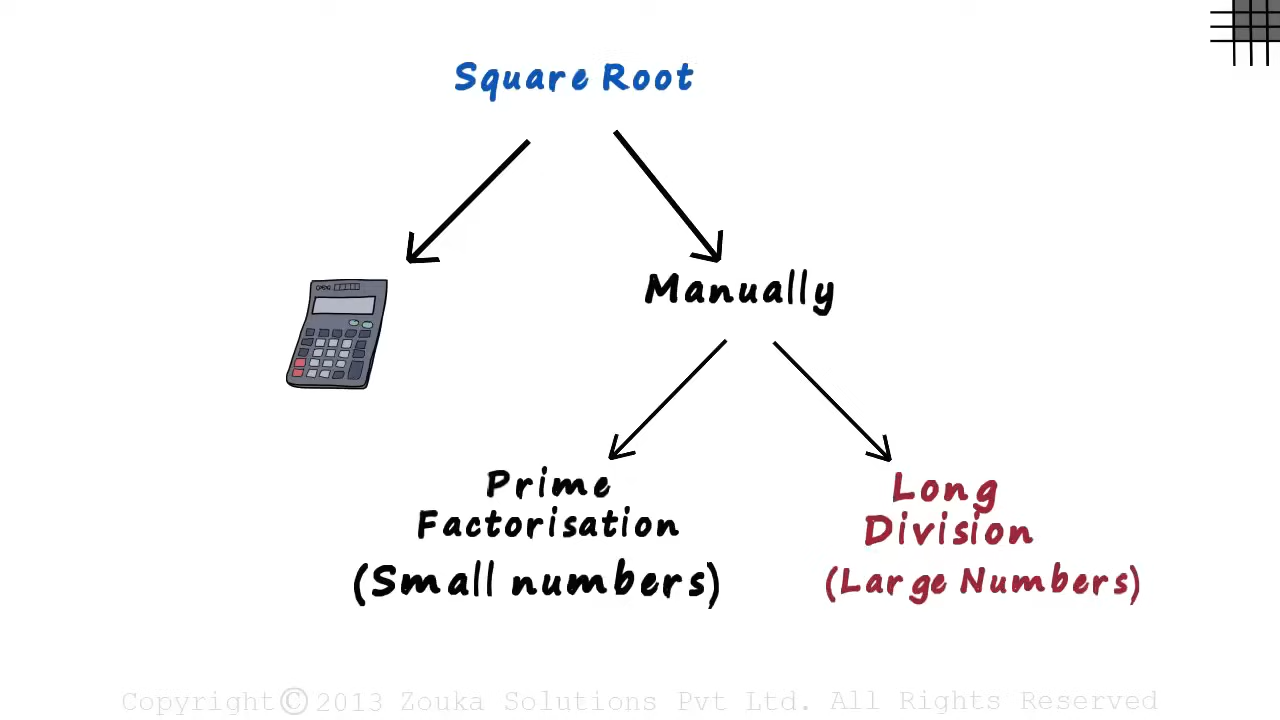 Square Root
Manually
Prime
Factorisation
(Small numbers)
Long
Division
(Large Numbers)
Copyright© 2013 Zouka Solutions Pvt Ltd. All Rights Reserved